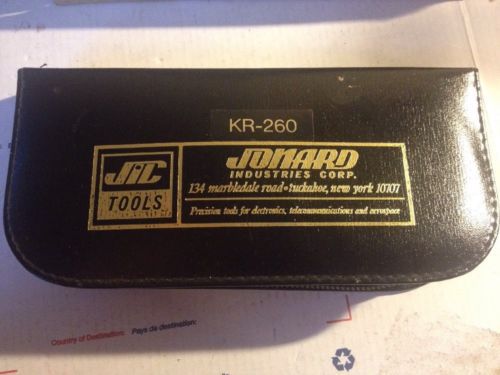 KR-260
JIC
TOOLS
JONARD
INDUSTRIES CORP.
134 marbledale road • Tuckahoe, new york 10707
Precision tools for electronics, telecommunications and aerospace
Country of Destination:
Pays de destination: